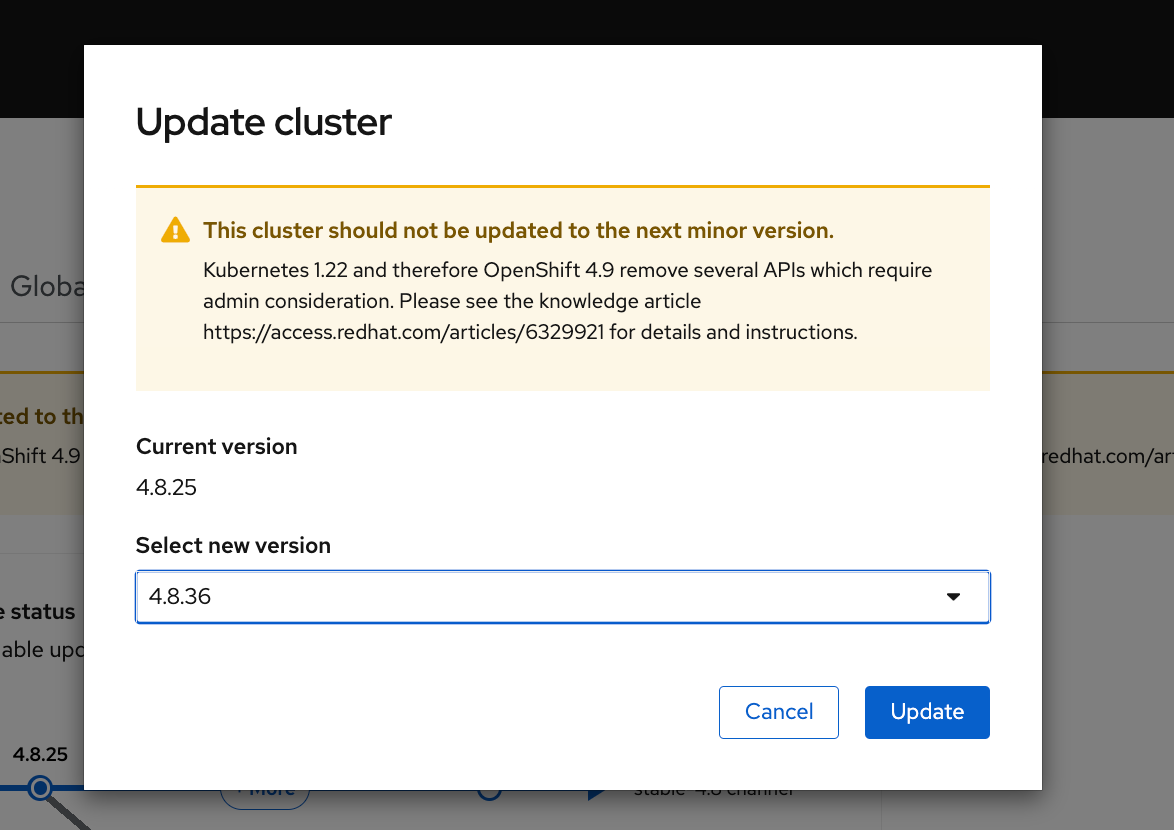 Update cluster
This cluster should not be updated to the next minor version.
Kubernetes 1.22 and therefore OpenShift 4.9 remove several APIs which require
admin consideration. Please see the knowledge article
https://access.redhat.com/articles/6329921 for details and instructions.
Globa
ted to th
Shift 4.9
redhat.com/ar
Current version
4.8.25
Select new version
4.8.36
e status
able upd
Cancel
Update
4.8.25
More
stable-4.8 channel